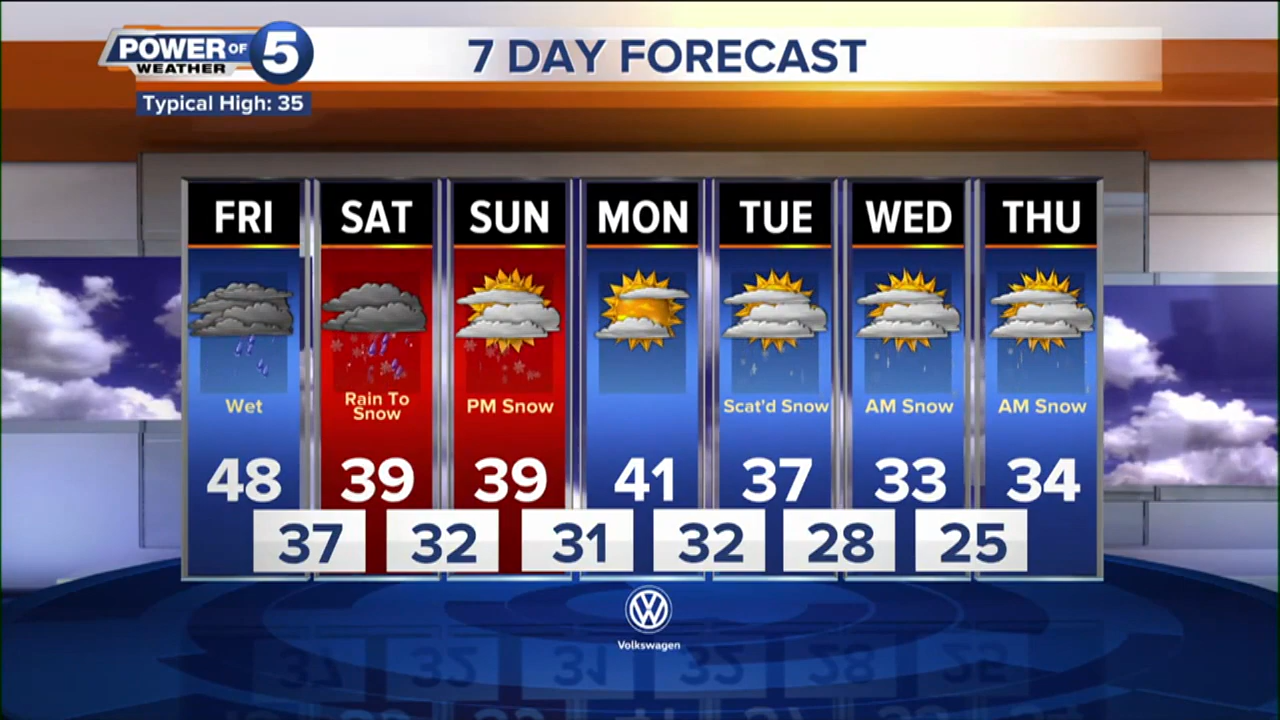 POWER OF 5
WEATHER
7 DAY FORECAST
Typical High: 35
FRI SAT SUN MON TUE WED THU
Wet
Rain To
Snow
PM Snow
Scat'd Snow
AM Snow
AM Snow
48 39 39 41 37 33 34
37 32 31 32 28 25
Volkswagen